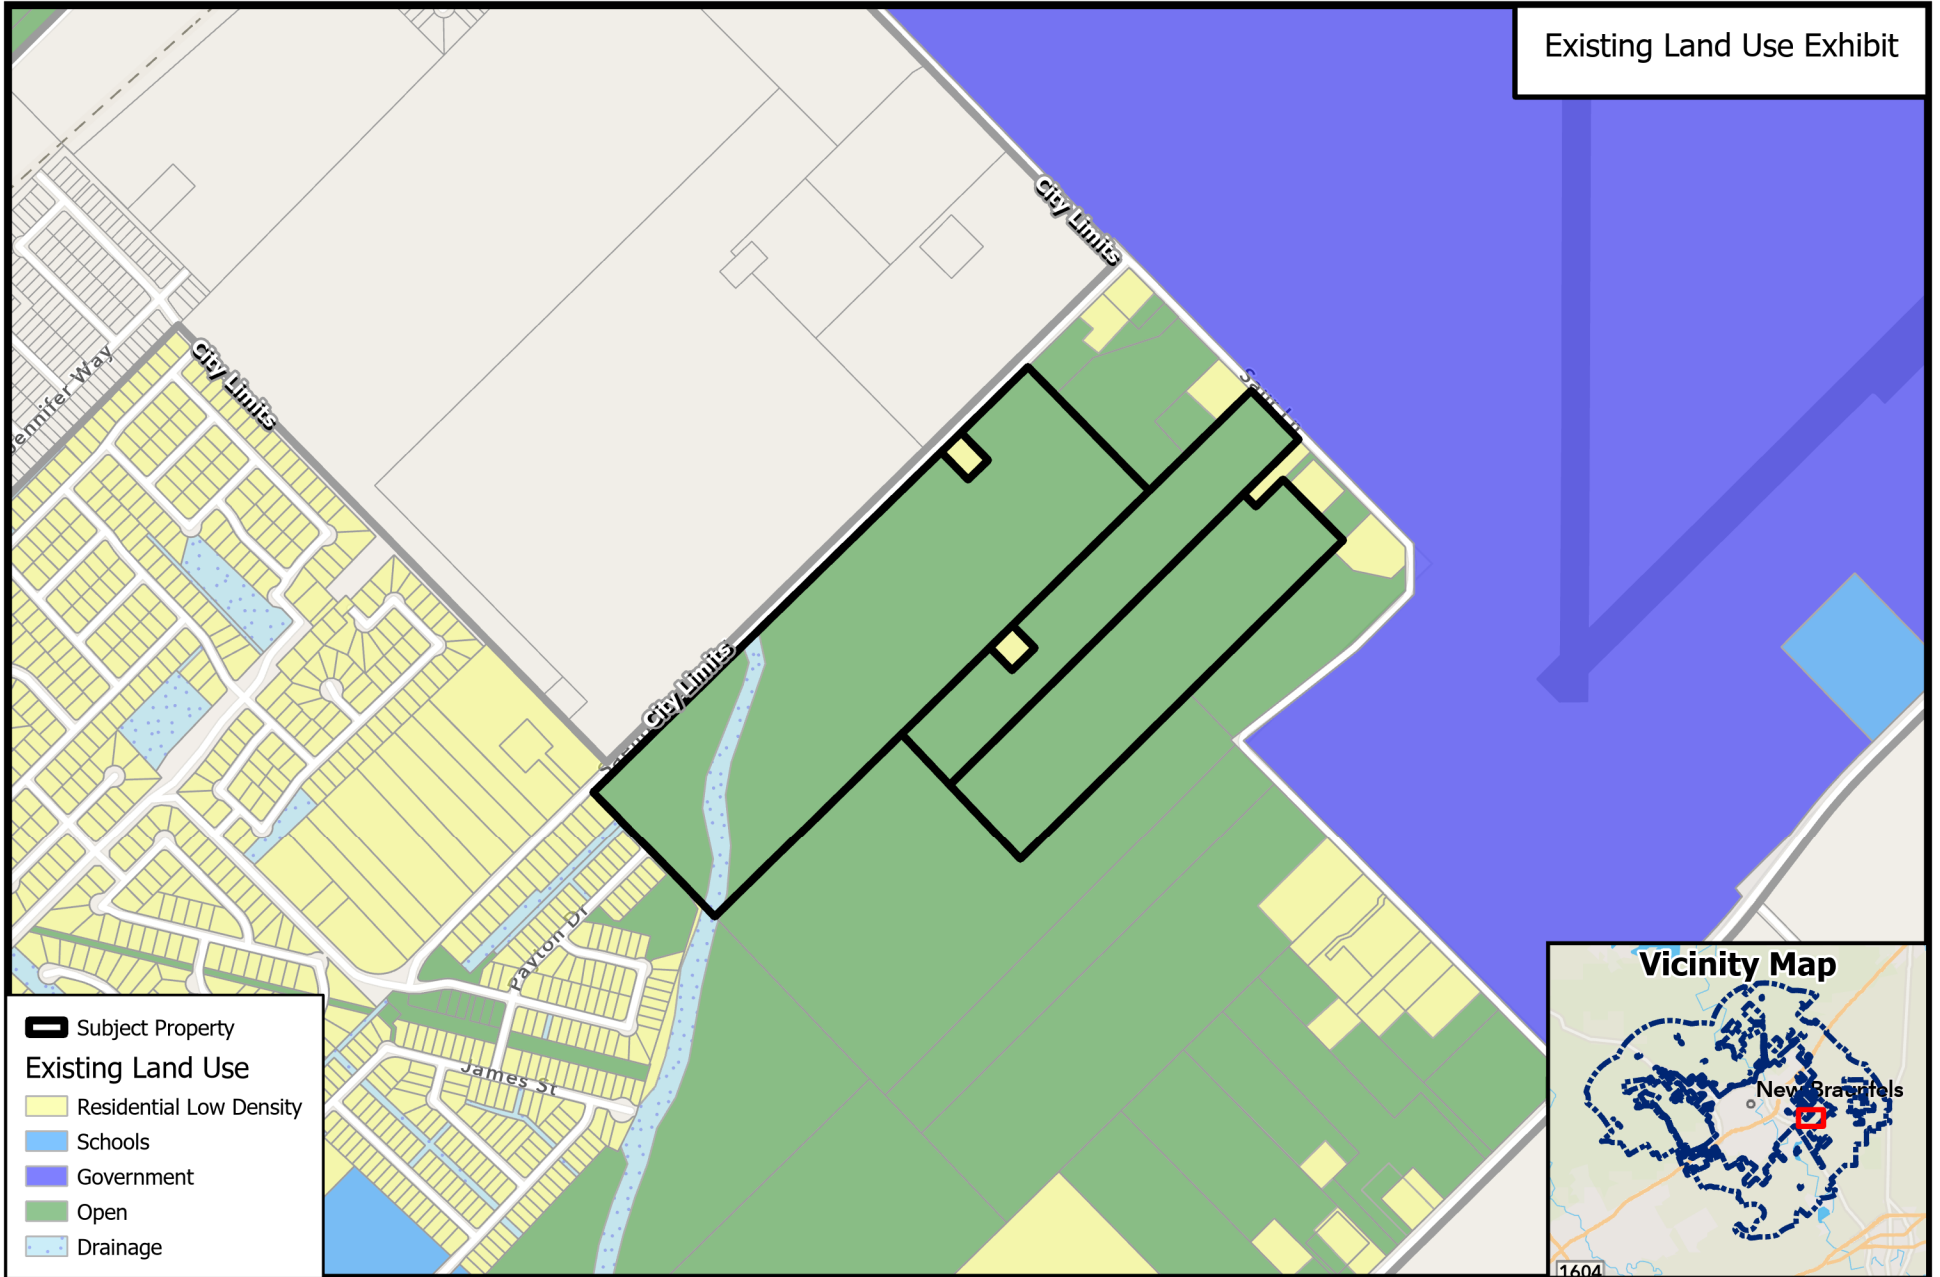 Existing Land Use Exhibit
City Limits
City Limits
Jennifer Way
City Limits
Payton Dr
James St
Subject Property
Existing Land Use
Residential Low Density
Schools
Government
Open
Drainage
Vicinity Map
New Braunfels
1604